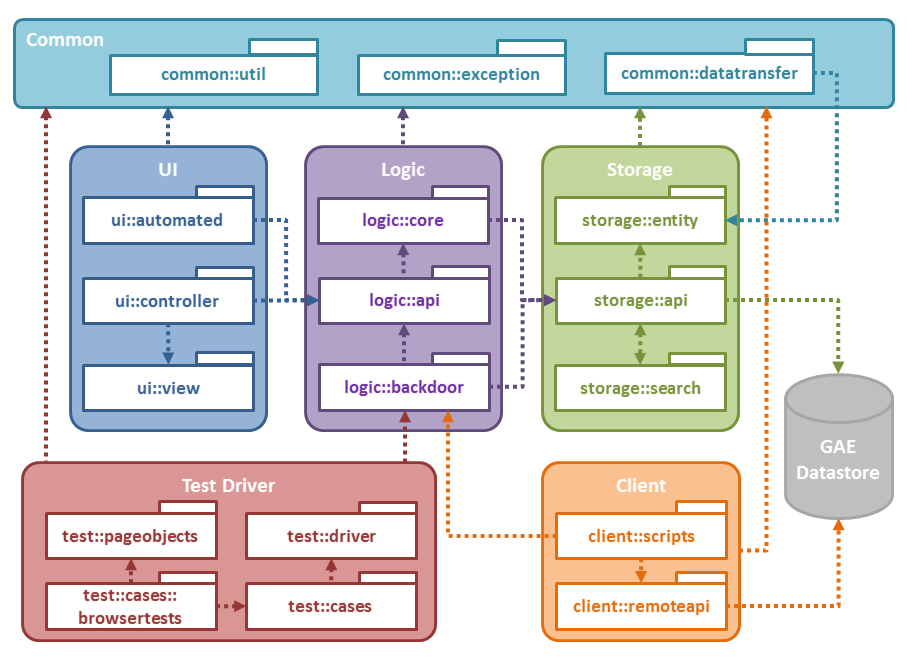 Common
common::util
common::exception
common::datatransfer
UI
ui::automated
ui::controller
ui::view
Logic
logic::core
logic::api
logic::backdoor
Storage
storage::entity
storage::api
storage::search
GAE
Datastore
Test Driver
test::pageobjects
test::driver
test::cases::
browsertests
test::cases
Client
client::scripts
client::remoteapi